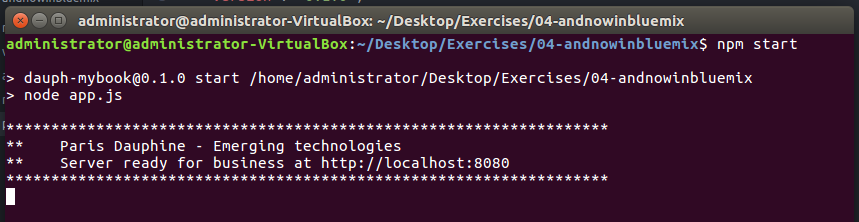 administrator@administrator-VirtualBox: ~/Desktop/Exercises/04-andnowinbluemix
administrator@administrator-VirtualBox:~/Desktop/Exercises/04-andnowinbluemix$ npm start
> dauph-mybook@0.1.0 start /home/administrator/Desktop/Exercises/04-andnowinbluemix
> node app.js
***********************************************************************
**    Paris Dauphine - Emerging technologies
**    Server ready for business at http://localhost:8080
***********************************************************************